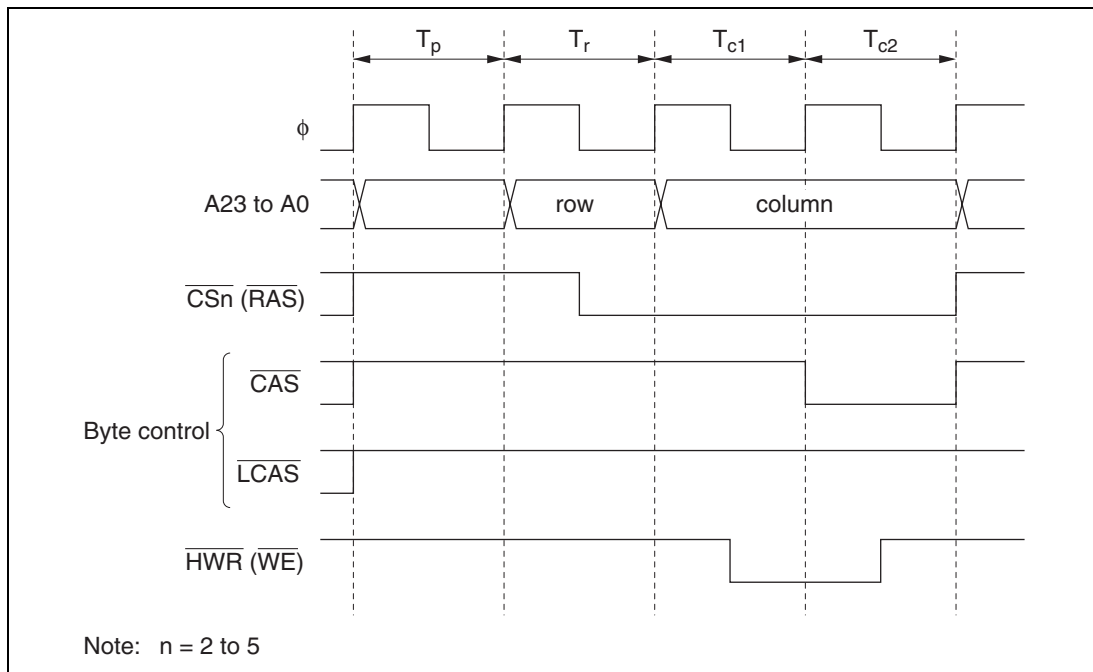 Tp Tr Tc1 Tc2
φ
A23 to A0 row column
CSn (RAS)
CAS
Byte control
LCAS
HWR (WE)
Note: n = 2 to 5